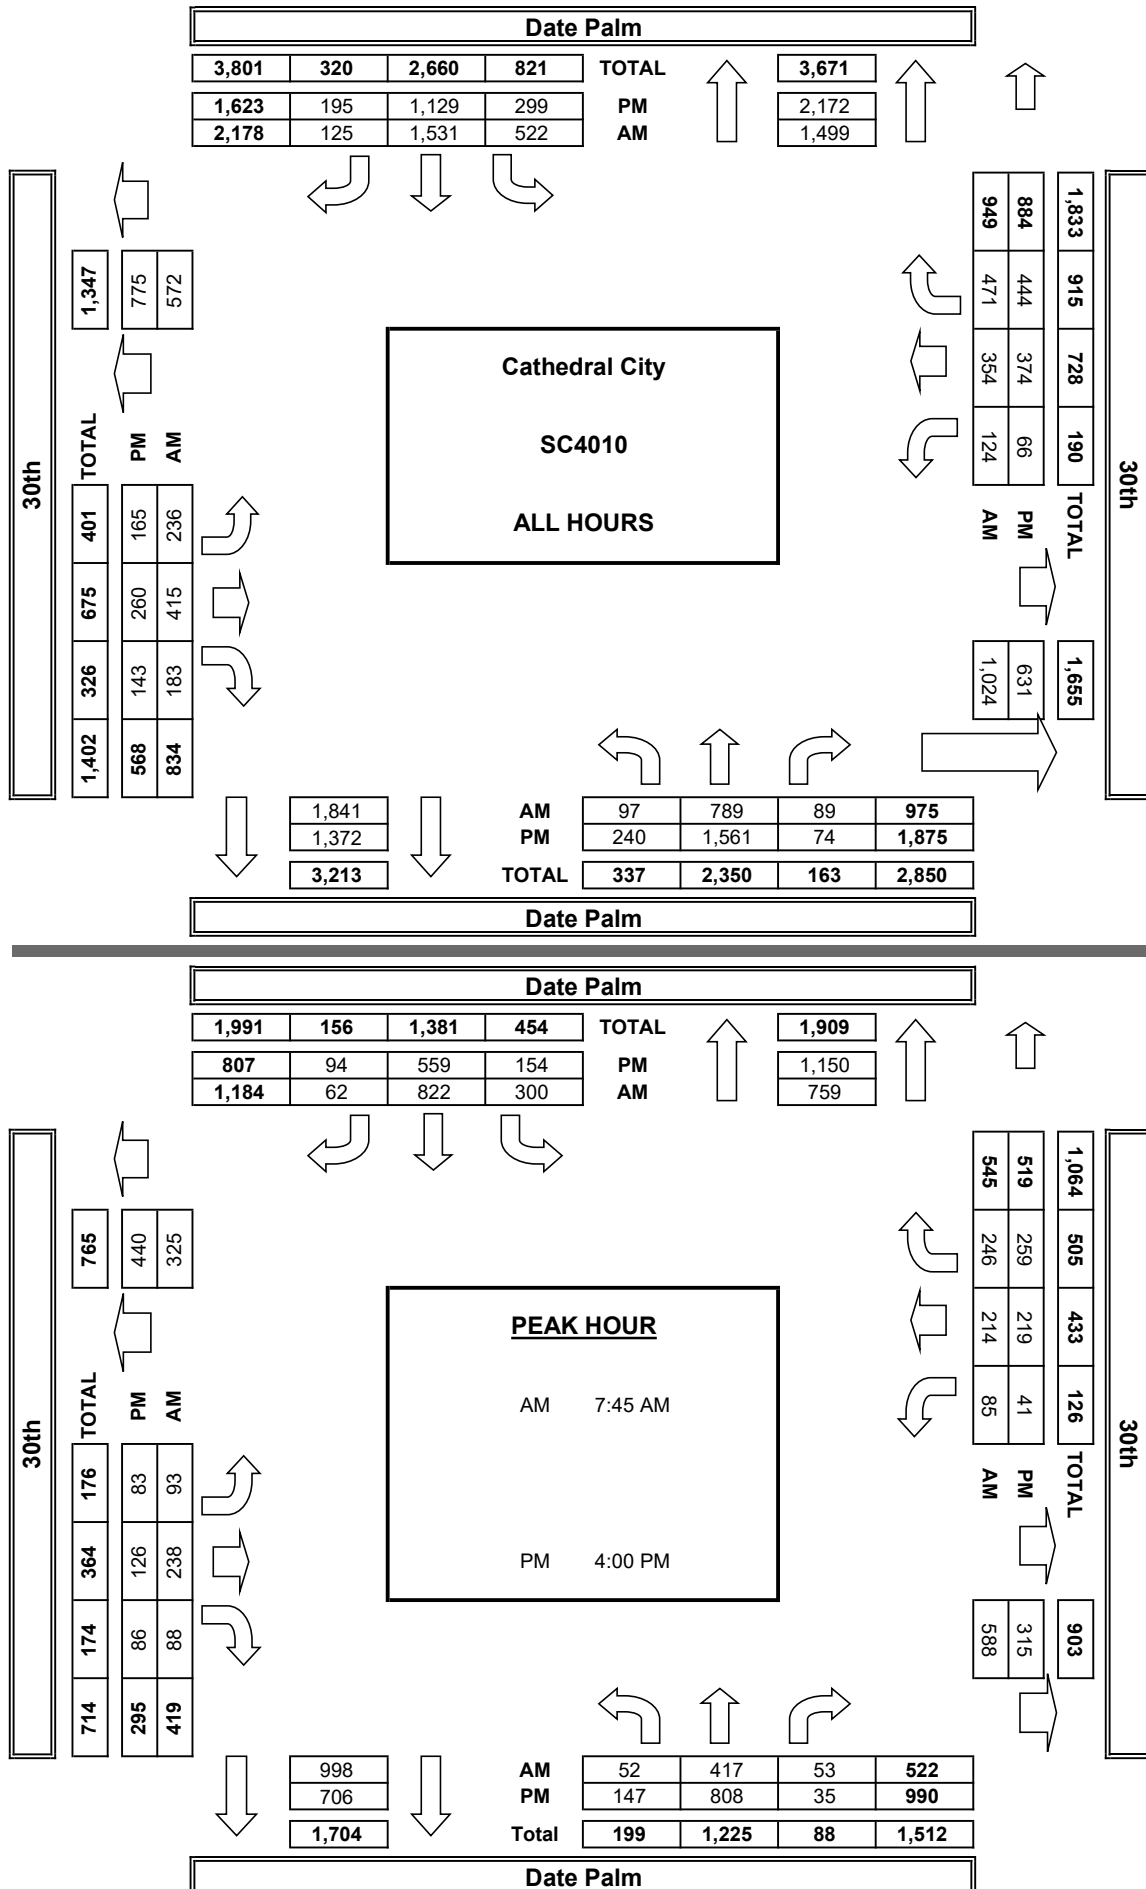 Date Palm
3,801 320 2,660 821 TOTAL 3,671
1,623 195 1,129 299 PM 2,172
2,178 125 1,531 522 AM 1,499
30th
1,347 775 572
TOTAL PM AM
401 165 236
675 260 415
326 143 183
1,402 568 834
Cathedral City
SC4010
ALL HOURS
949 884 1,833
471 444 915
354 374 728
124 66 190
AM PM TOTAL
1,024 631 1,655
30th
1,841 AM 97 789 89 975
1,372 PM 240 1,561 74 1,875
3,213 TOTAL 337 2,350 163 2,850
Date Palm
Date Palm
1,991 156 1,381 454 TOTAL 1,909
807 94 559 154 PM 1,150
1,184 62 822 300 AM 759
30th
765 440 325
TOTAL PM AM
176 83 93
364 126 238
174 86 88
714 295 419
PEAK HOUR
AM 7:45 AM
PM 4:00 PM
545 519 1,064
246 259 505
214 219 433
85 41 126
AM PM TOTAL
588 315 903
30th
998 AM 52 417 53 522
706 PM 147 808 35 990
1,704 Total 199 1,225 88 1,512
Date Palm